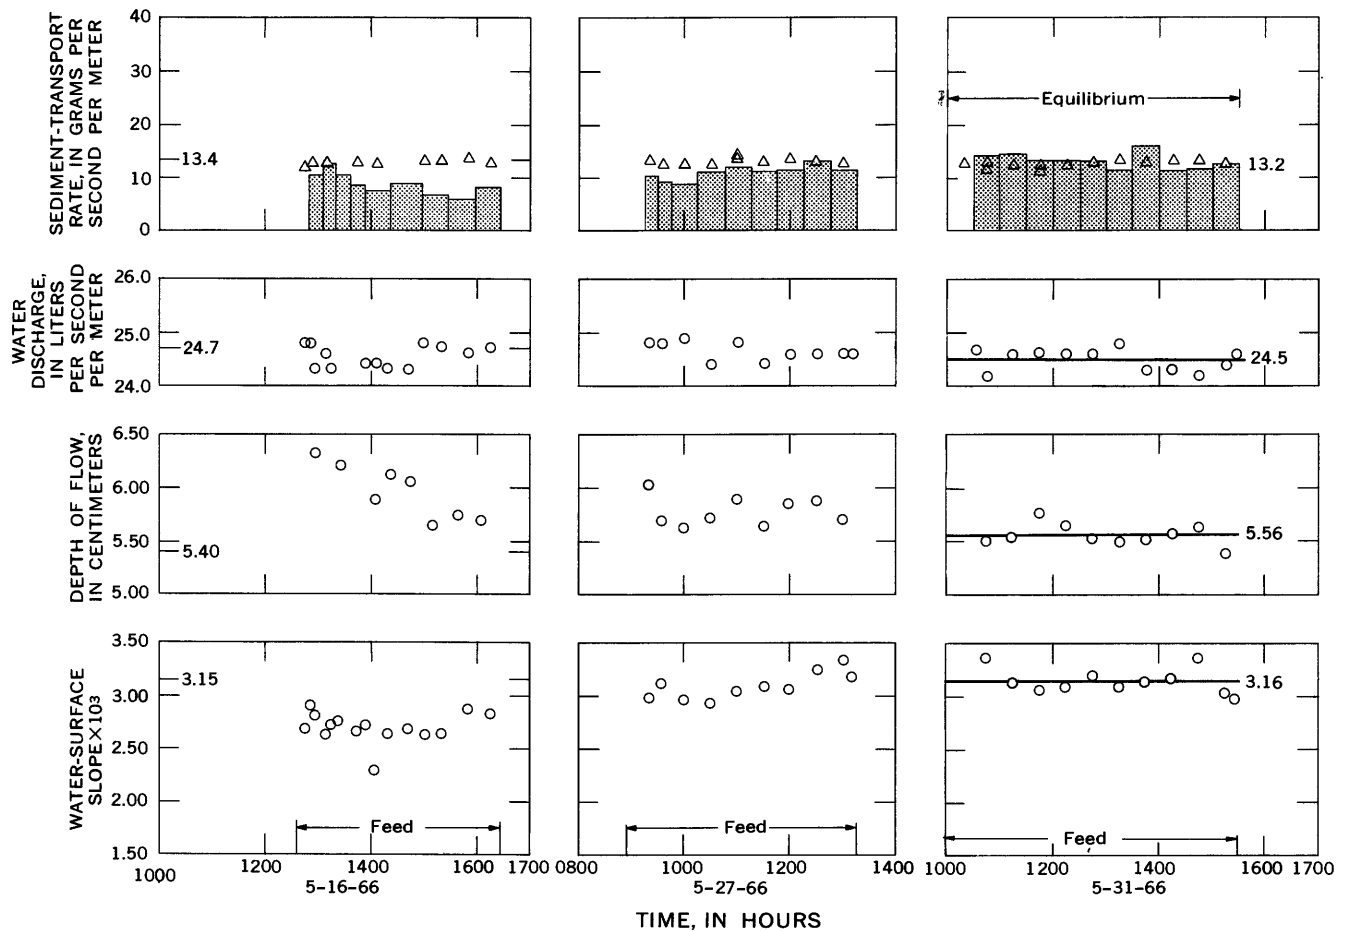 SEDIMENT-TRANSPORT
RATE, IN GRAMS PER
SECOND PER METER
40
30
20
10
0
13.4
Equilibrium
13.2
WATER
DISCHARGE,
IN LITERS
PER SECOND
PER METER
26.0
25.0
24.0
24.7
24.5
DEPTH OF FLOW,
IN CENTIMETERS
6.50
6.00
5.50
5.00
5.40
5.56
WATER-SURFACE
SLOPE×10³
3.50
3.00
2.50
2.00
1.50
3.15
3.16
Feed
Feed
Feed
1000 1200 1400 1600 1700
0800 1000 1200 1400
1000 1200 1400 1600 1700
5-16-66
5-27-66
5-31-66
TIME, IN HOURS